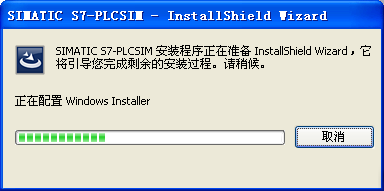 SIMATIC S7-PLCSIM - InstallShield Wizard
SIMATIC S7-PLCSIM 安装程序正在准备 InstallShield Wizard，它
将引导您完成剩余的安装过程。请稍候。
正在配置 Windows Installer
取消